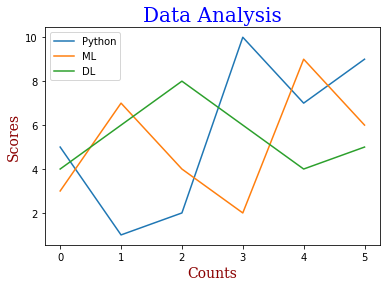 Data Analysis
Python
ML
DL
10
8
6
4
2
Scores
0 1 2 3 4 5
Counts